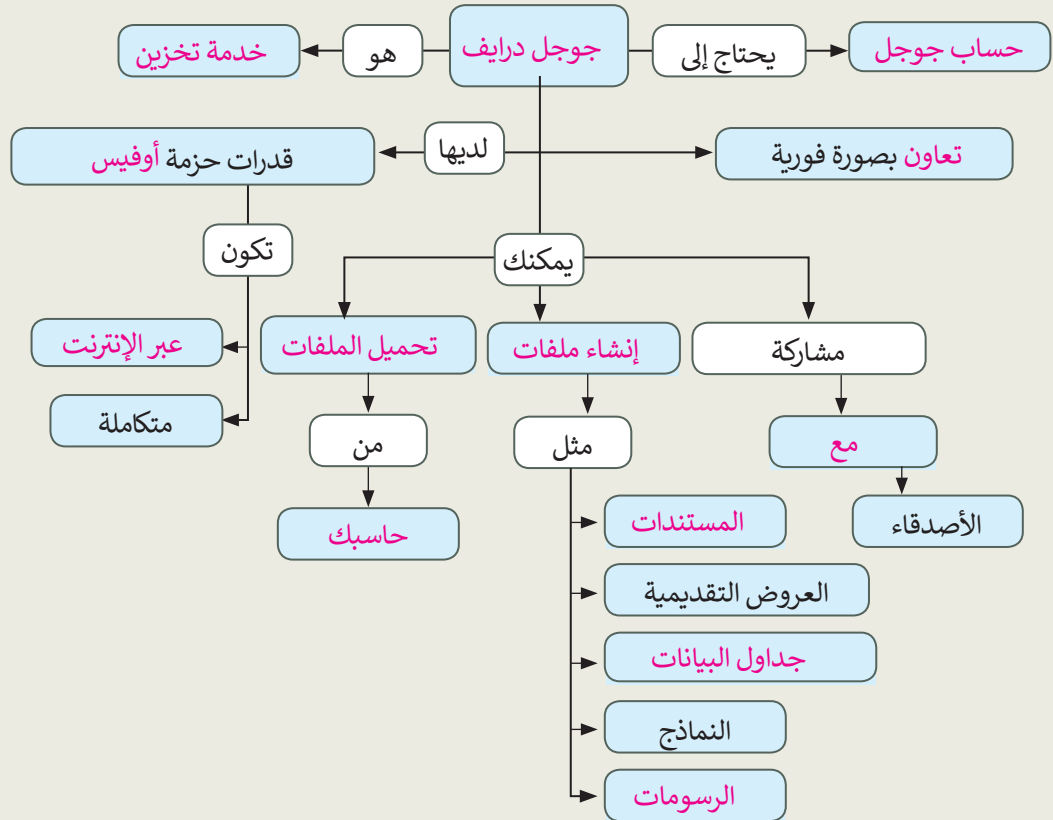 حساب جوجل
يحتاج إلى
جوجل درايف
هو
خدمة تخزين
تعاون بصورة فورية
لديها
قدرات حزمة أوفيس
تكون
عبر الإنترنت
متكاملة
يمكنك
مشاركة
مع
الأصدقاء
إنشاء ملفات
مثل
المستندات
العروض التقديمية
جداول البيانات
النماذج
الرسومات
تحميل الملفات
من
حاسبك